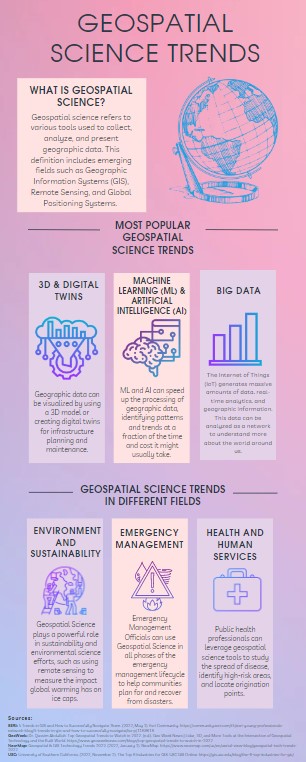 GEOSPATIAL
SCIENCE TRENDS
WHAT IS GEOSPATIAL
SCIENCE?
Geospatial science refers to
various tools used to collect,
analyze, and present
geographic data. This
definition includes emerging
fields such as Geographic
Information Systems (GIS),
Remote Sensing, and Global
Positioning Systems.
MOST POPULAR
GEOSPATIAL
SCIENCE TRENDS
3D & DIGITAL
TWINS
Geographic data can
be visualized by using
a 3D model or
creating digital twins
for infrastructure
planning and
maintenance.
MACHINE
LEARNING (ML) &
ARTIFICIAL
INTELLIGENCE (AI)
ML and AI can speed
up the processing of
geographic data,
identifying patterns
and trends at a
fraction of the time
and cost it might
usually take.
BIG DATA
The Internet of Things
(IoT) generates massive
amounts of data, real-
time analytics, and
geographic information.
This data can be
analyzed as a network
to understand more
about the world around
us.
GEOSPATIAL SCIENCE TRENDS
IN DIFFERENT FIELDS
ENVIRONMENT
AND
SUSTAINABILITY
Geospatial Science
plays a powerful role
in sustainability and
environmental science
efforts, such as using
remote sensing to
measure the impact
global warming has on
ice caps.
EMERGENCY
MANAGEMENT
Emergency
Management
Officials can use
Geospatial Science in
all phases of the
emergency
management lifecycle
to help communities
plan for and recover
from disasters.
HEALTH AND
HUMAN
SERVICES
Public health
professionals can
leverage geospatial
science tools to study
the spread of disease,
identify high-risk areas,
and locate origination
points.
Sources: